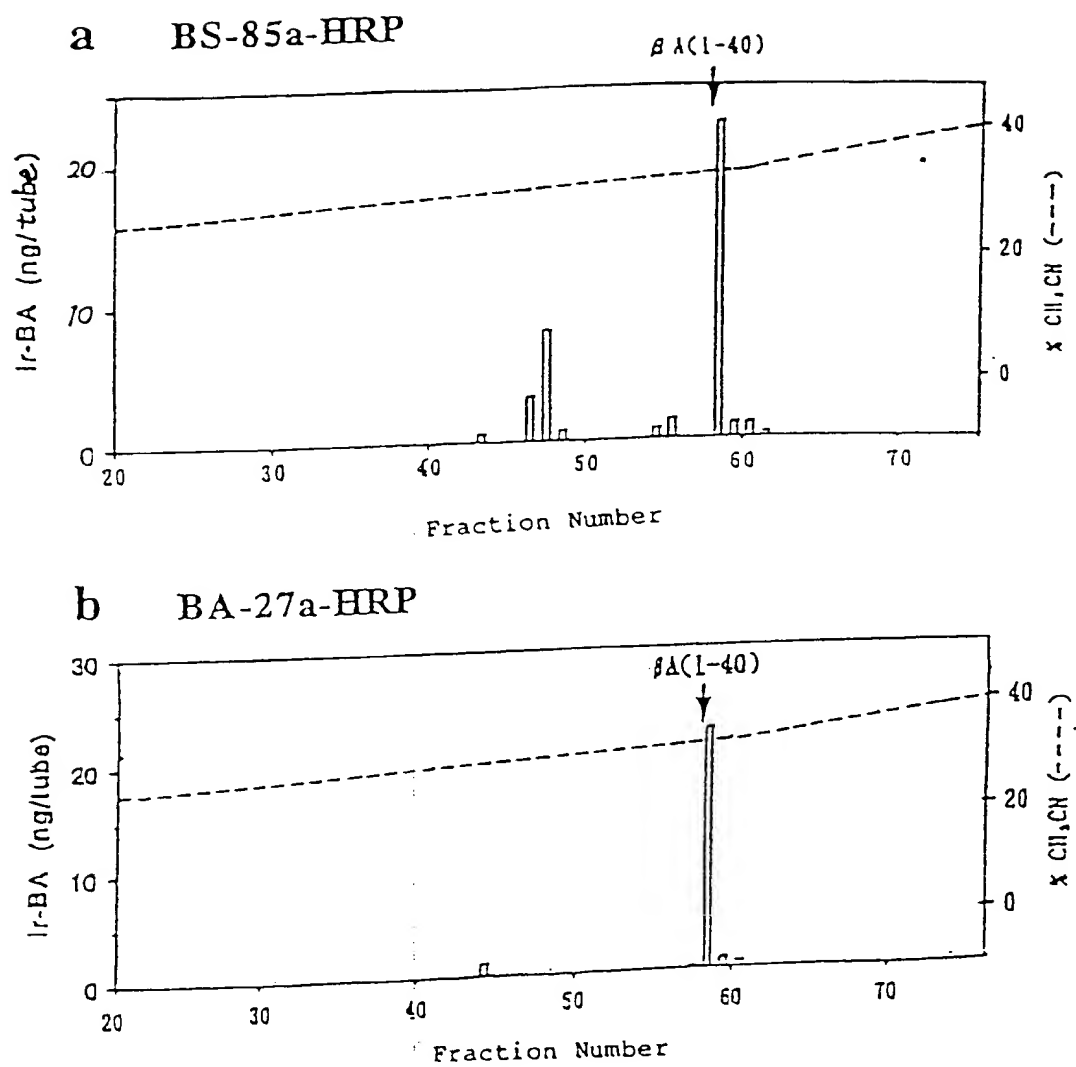 a BS-85a-HRP
β A(1-40)
Ir-BA (ng/tube)
20
10
0
40
20
0
% CH₃CN (---)
20 30 40 50 60 70
Fraction Number
b BA-27a-HRP
βA(1-40)
Ir-BA (ng/tube)
30
20
10
0
40
20
0
% CH₃CN (----)
20 30 40 50 60 70
Fraction Number